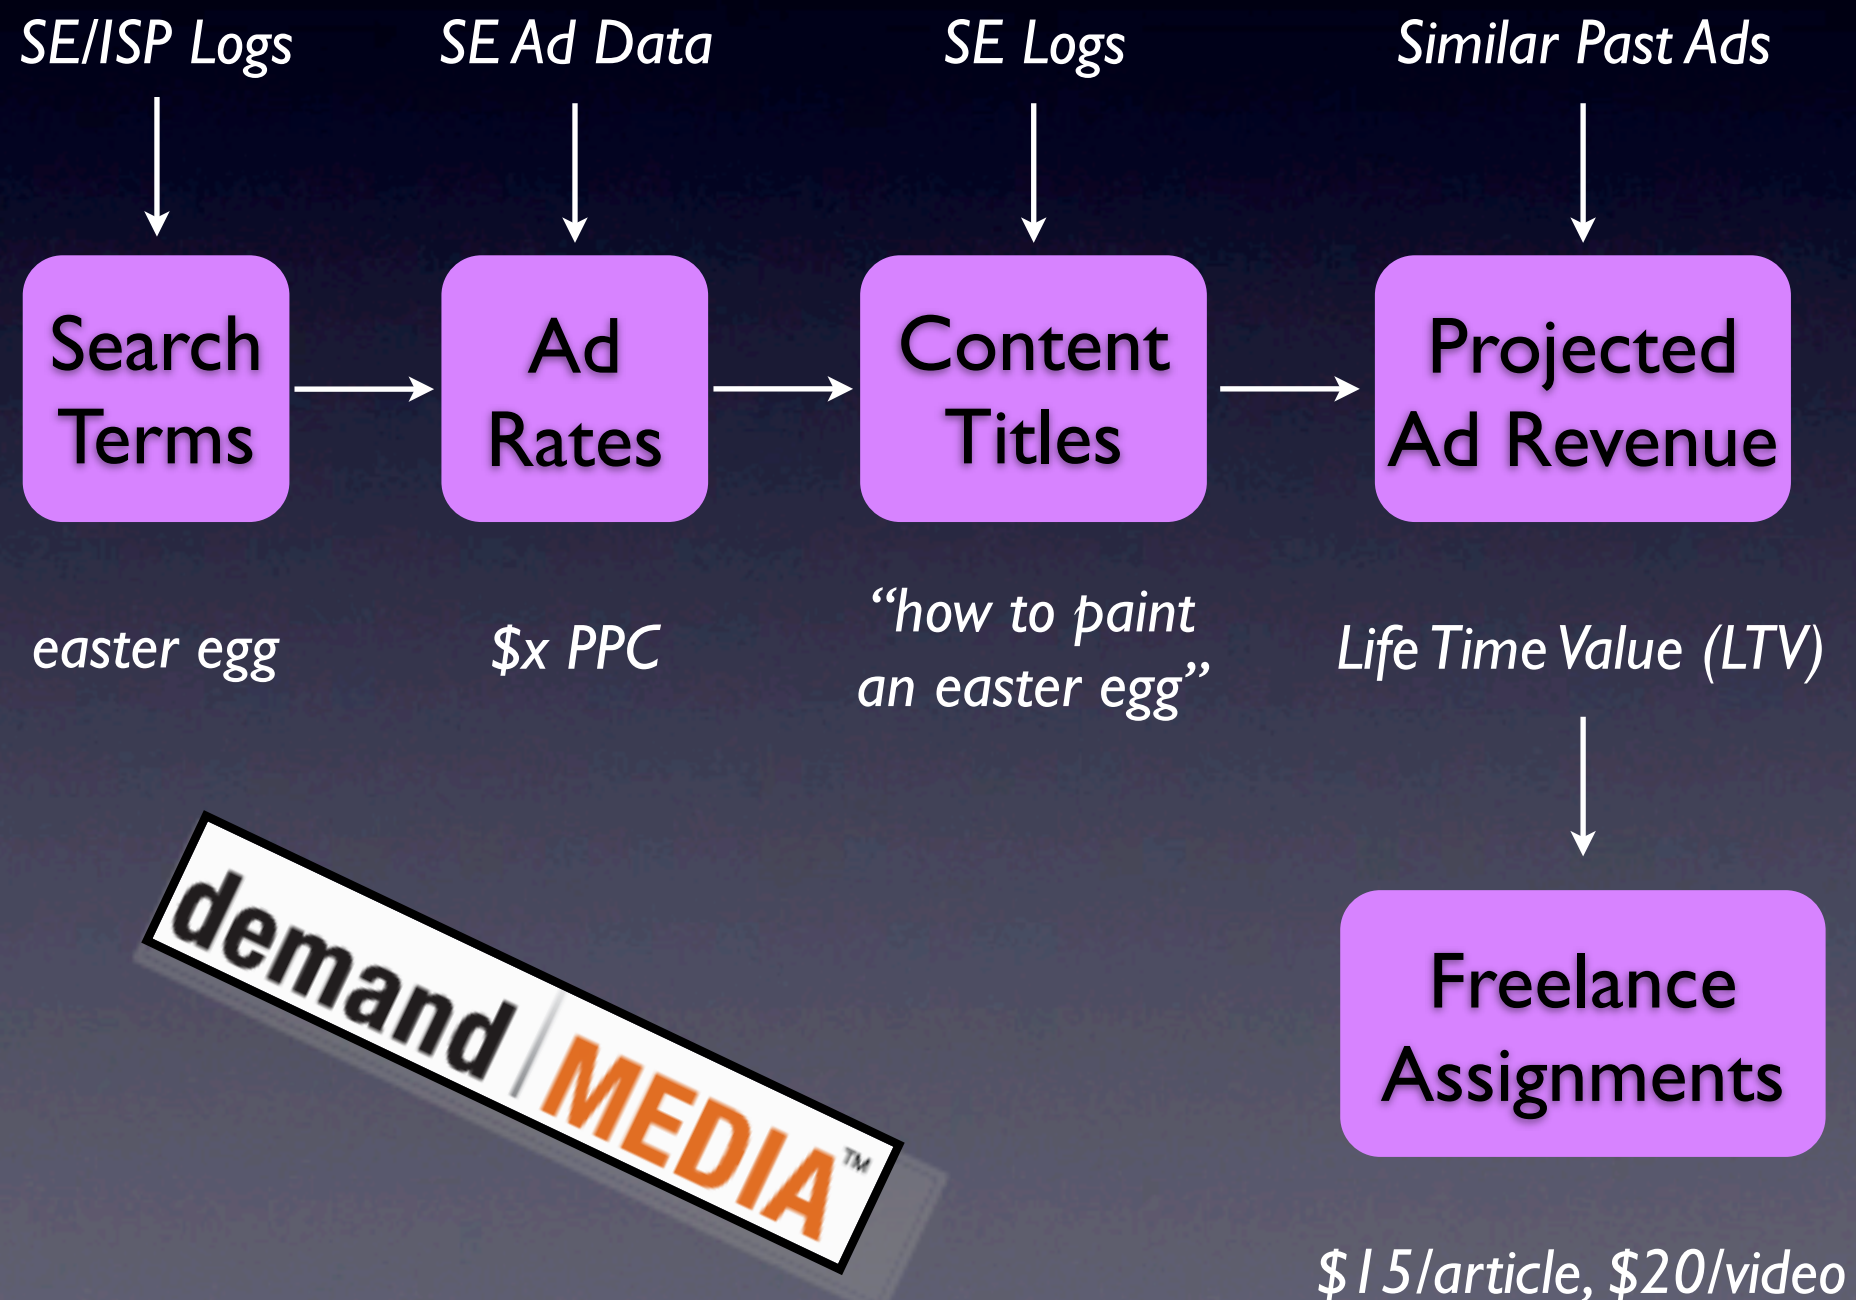 SE/ISP Logs
SE Ad Data
SE Logs
Similar Past Ads
Search
Terms
Ad
Rates
Content
Titles
Projected
Ad Revenue
easter egg
$x PPC
“how to paint
an easter egg”
Life Time Value (LTV)
demand MEDIA™
Freelance
Assignments
$15/article, $20/video